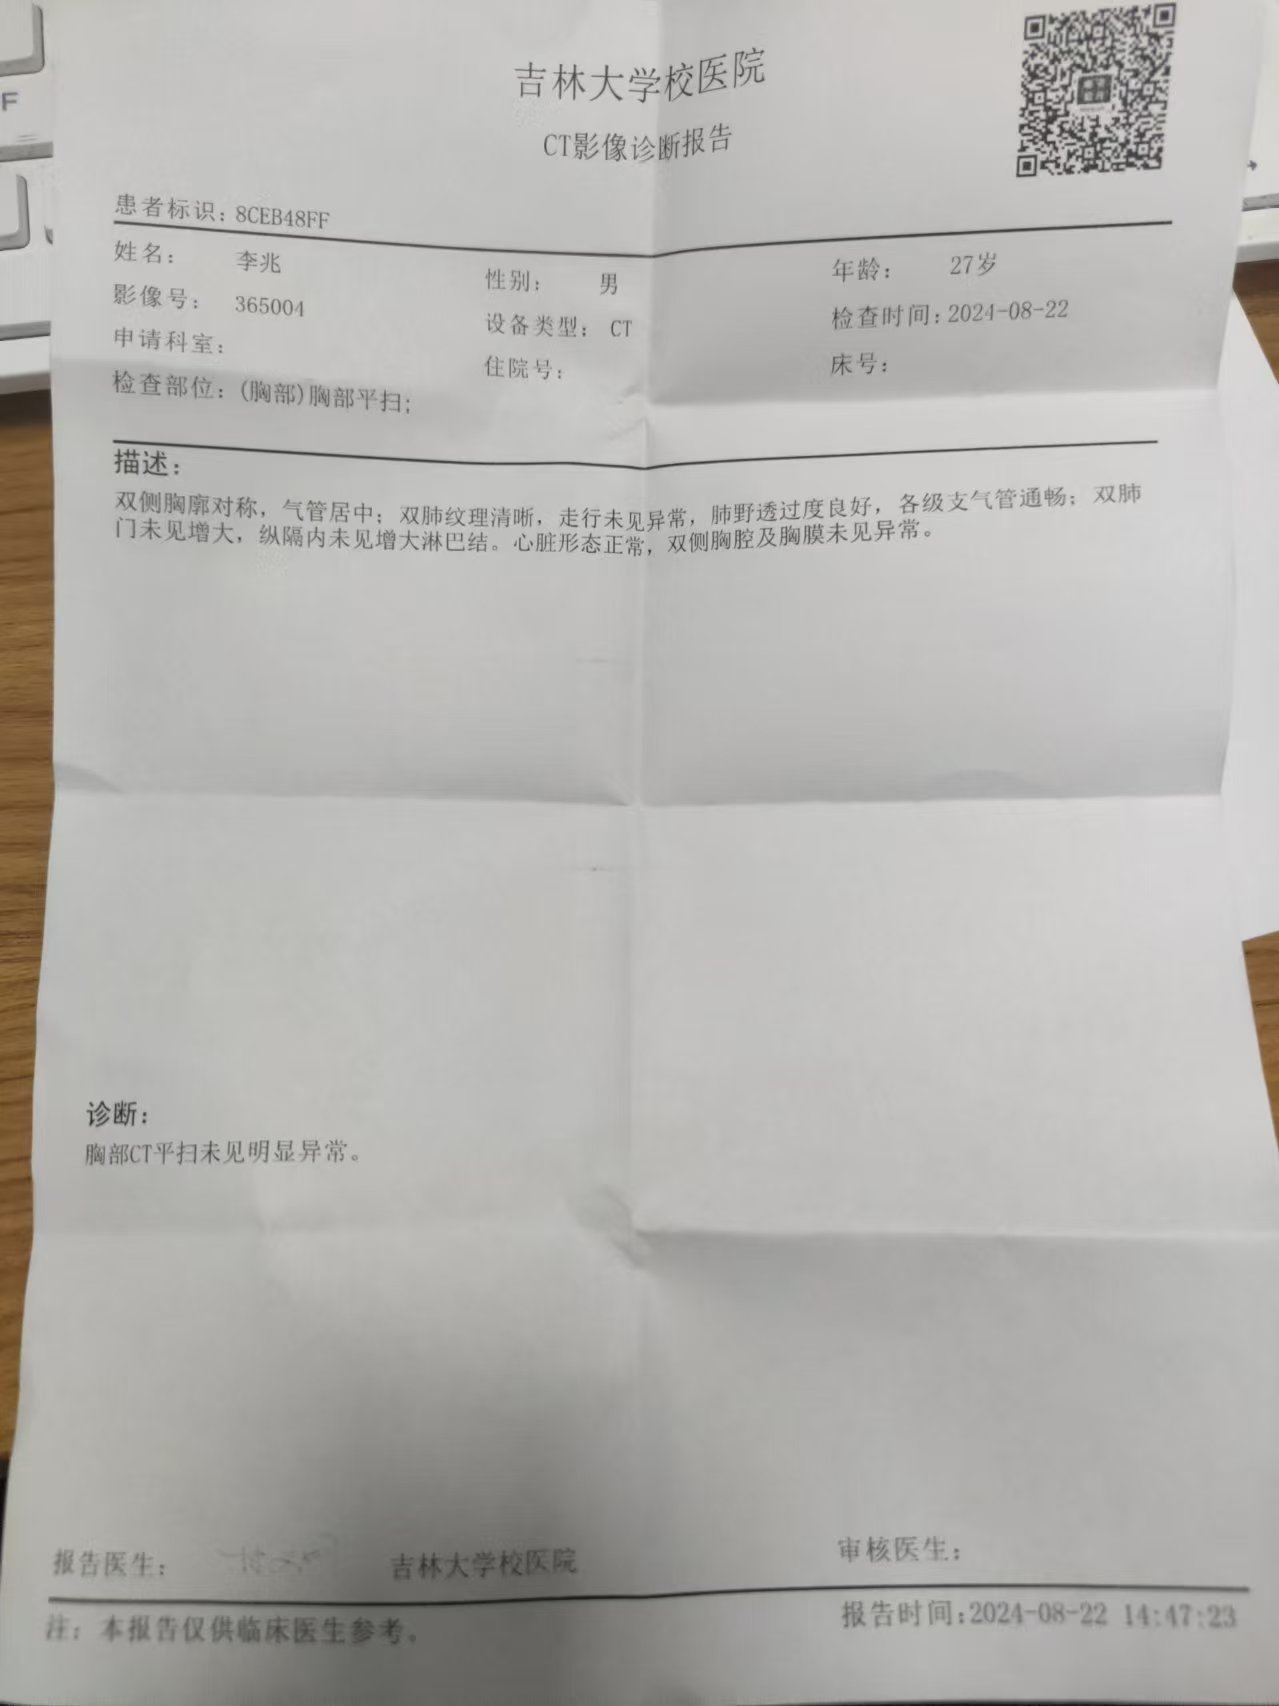 吉林大学校医院
CT影像诊断报告
患者标识：8CEB48FF
姓名： 李兆 性别： 男 年龄： 27岁
影像号： 365004 设备类型： CT 检查时间：2024-08-22
申请科室： 住院号： 床号：
检查部位：(胸部)胸部平扫;
描述：
双侧胸廓对称，气管居中；双肺纹理清晰，走行未见异常，肺野透过度良好，各级支气管通畅；双肺
门未见增大，纵隔内未见增大淋巴结。心脏形态正常，双侧胸腔及胸膜未见异常。
诊断：
胸部CT平扫未见明显异常。
报告医生： 吉林大学校医院 审核医生：
注：本报告仅供临床医生参考。 报告时间：2024-08-22 14:47:23
F